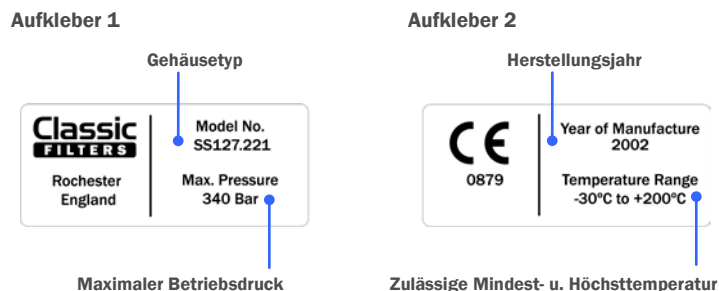 Aufkleber 1
Gehäusetyp
Classic
FILTERS
Rochester
England
Model No.
SS127.221
Max. Pressure
340 Bar
Maximaler Betriebsdruck
Aufkleber 2
Herstellungsjahr
CE
0879
Year of Manufacture
2002
Temperature Range
-30°C to +200°C
Zulässige Mindest- u. Höchsttemperatur